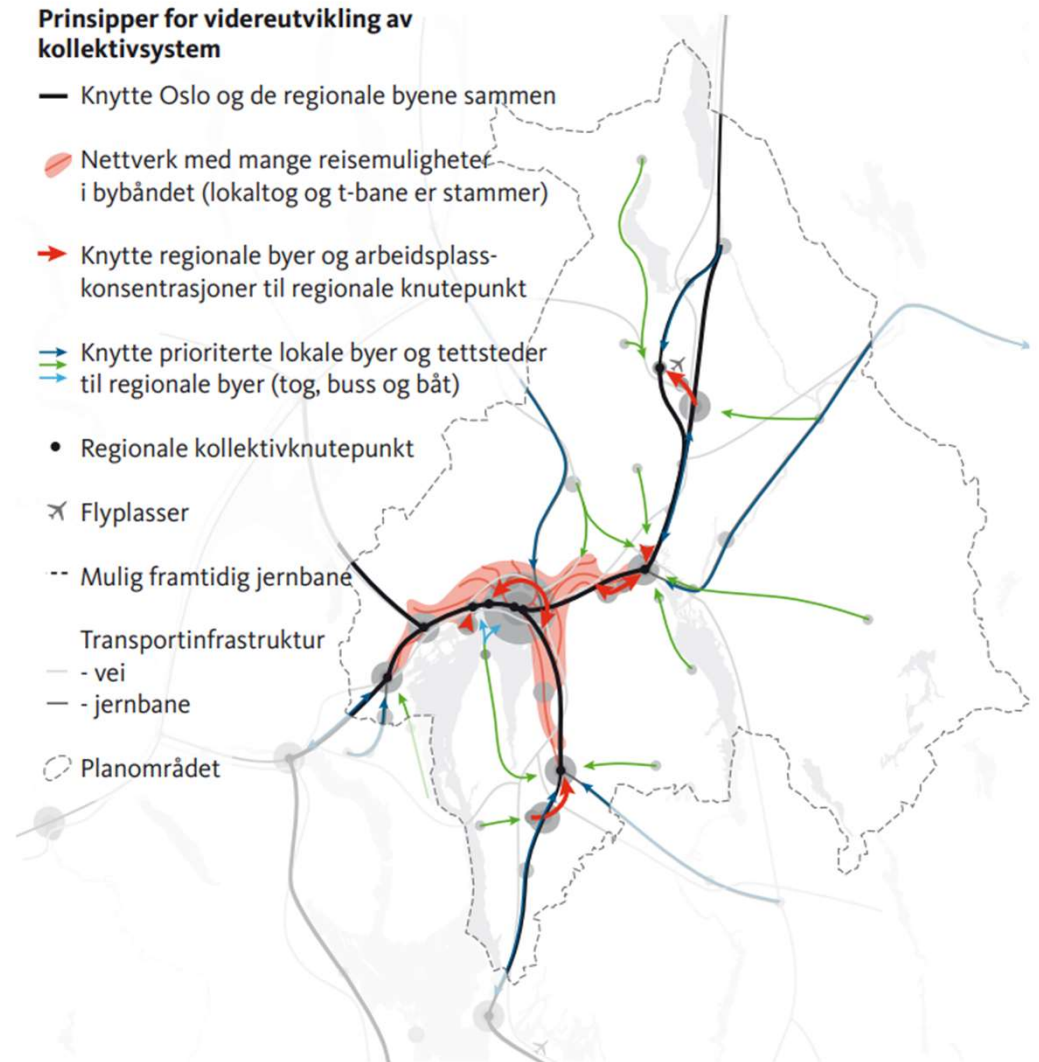 Prinsipper for videreutvikling av
kollektivsystem
Knytte Oslo og de regionale byene sammen
Nettverk med mange reisemuligheter
i bybåndet (lokaltog og t-bane er stammer)
Knytte regionale byer og arbeidsplass-
konsentrasjoner til regionale knutepunkt
Knytte prioriterte lokale byer og tettsteder
til regionale byer (tog, buss og båt)
Regionale kollektivknutepunkt
Flyplasser
Mulig framtidig jernbane
Transportinfrastruktur
- vei
- jernbane
Planområdet